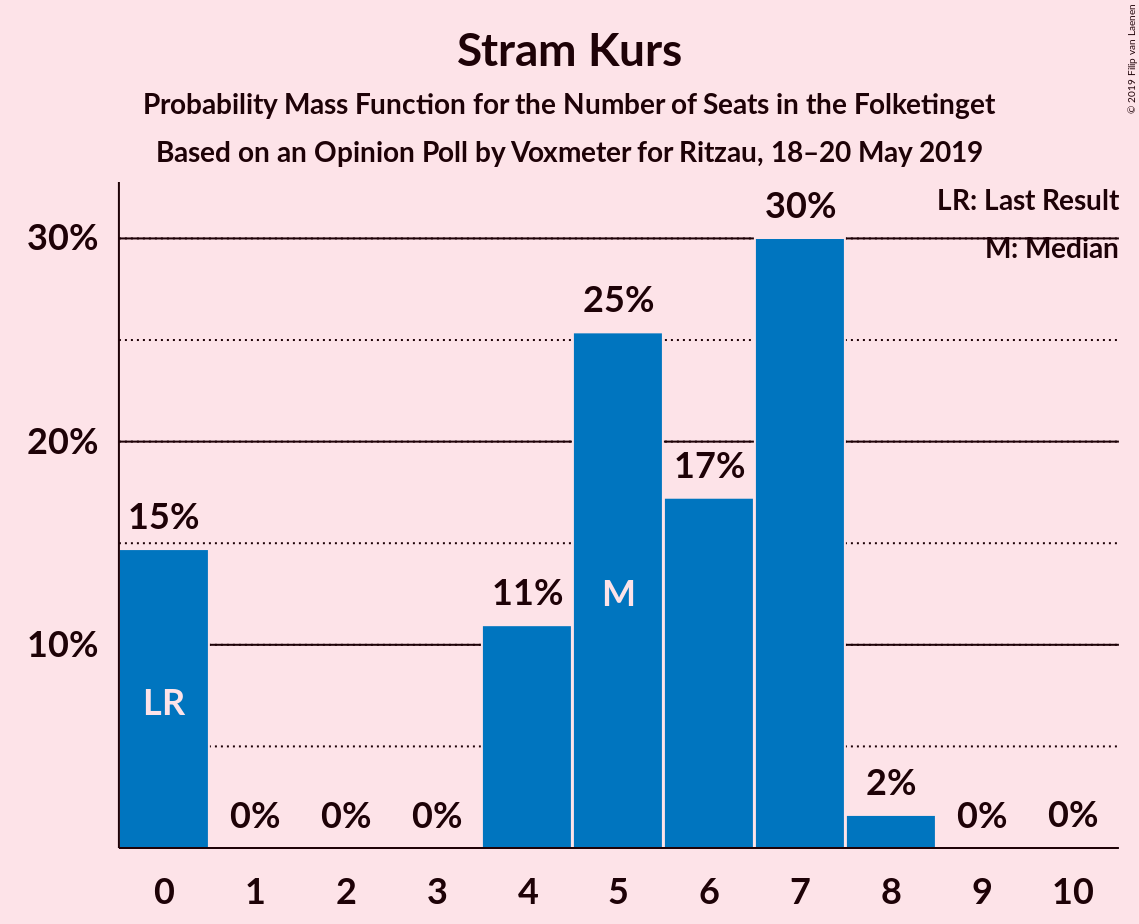 Stram Kurs
Probability Mass Function for the Number of Seats in the Folketinget
Based on an Opinion Poll by Voxmeter for Ritzau, 18–20 May 2019
© 2019 Filip van Laenen
LR: Last Result
M: Median
30%
20%
10%
15%
0%
0%
0%
11%
25%
17%
30%
2%
0%
0%
LR
M
0 1 2 3 4 5 6 7 8 9 10